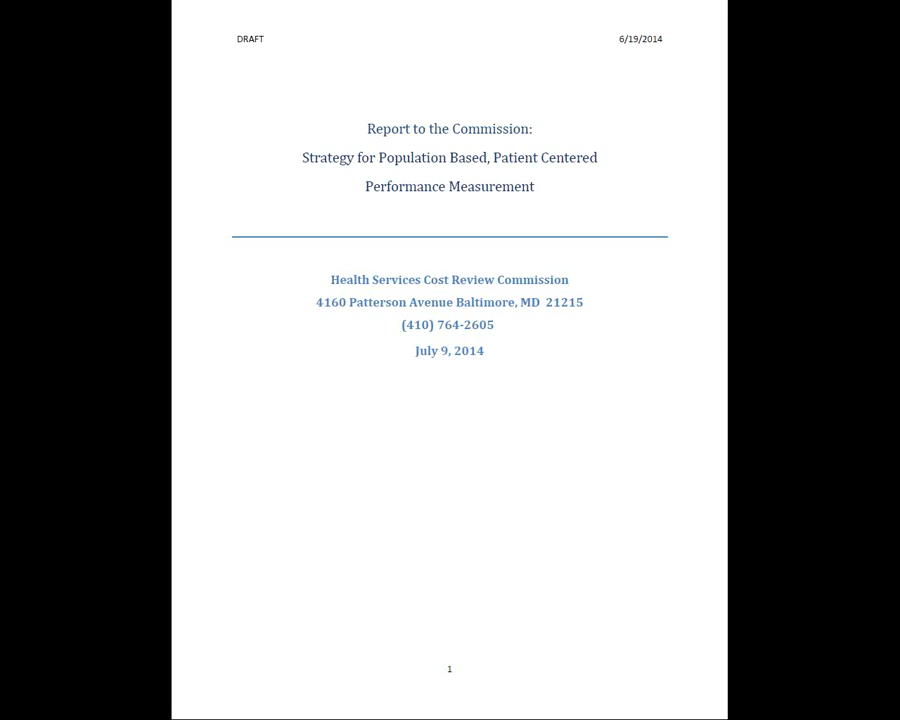 DRAFT 6/19/2014
Report to the Commission:
Strategy for Population Based, Patient Centered
Performance Measurement
Health Services Cost Review Commission
4160 Patterson Avenue Baltimore, MD 21215
(410) 764-2605
July 9, 2014
1